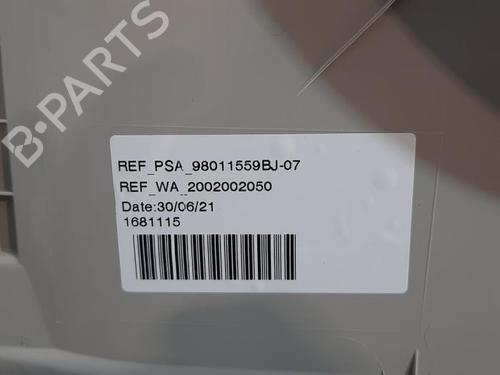 B-PARTS
REF_PSA_98011559BJ-07
REF_WA_2002002050
Date:30/06/21
1681115